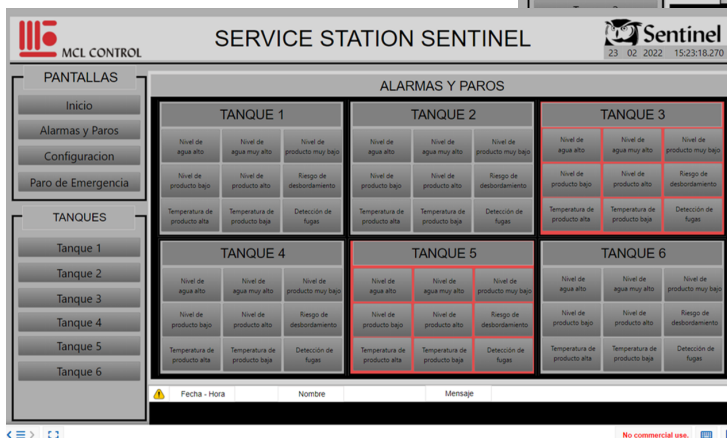 MCL CONTROL
SERVICE STATION SENTINEL
Sentinel
23 02 2022 15:23:18.270
PANTALLAS
Inicio
Alarmas y Paros
Configuracion
Paro de Emergencia
TANQUES
Tanque 1
Tanque 2
Tanque 3
Tanque 4
Tanque 5
Tanque 6
ALARMAS Y PAROS
TANQUE 1
Nivel de agua alto
Nivel de agua muy alto
Nivel de producto muy bajo
Nivel de producto bajo
Nivel de producto alto
Riesgo de desbordamiento
Temperatura de producto alta
Temperatura de producto baja
Detección de fugas
TANQUE 2
Nivel de agua alto
Nivel de agua muy alto
Nivel de producto muy bajo
Nivel de producto bajo
Nivel de producto alto
Riesgo de desbordamiento
Temperatura de producto alta
Temperatura de producto baja
Detección de fugas
TANQUE 3
Nivel de agua alto
Nivel de agua muy alto
Nivel de producto muy bajo
Nivel de producto bajo
Nivel de producto alto
Riesgo de desbordamiento
Temperatura de producto alta
Temperatura de producto baja
Detección de fugas
TANQUE 4
Nivel de agua alto
Nivel de agua muy alto
Nivel de producto muy bajo
Nivel de producto bajo
Nivel de producto alto
Riesgo de desbordamiento
Temperatura de producto alta
Temperatura de producto baja
Detección de fugas
TANQUE 5
Nivel de agua alto
Nivel de agua muy alto
Nivel de producto muy bajo
Nivel de producto bajo
Nivel de producto alto
Riesgo de desbordamiento
Temperatura de producto alta
Temperatura de producto baja
Detección de fugas
TANQUE 6
Nivel de agua alto
Nivel de agua muy alto
Nivel de producto muy bajo
Nivel de producto bajo
Nivel de producto alto
Riesgo de desbordamiento
Temperatura de producto alta
Temperatura de producto baja
Detección de fugas
Fecha - Hora Nombre Mensaje
No commercial use.